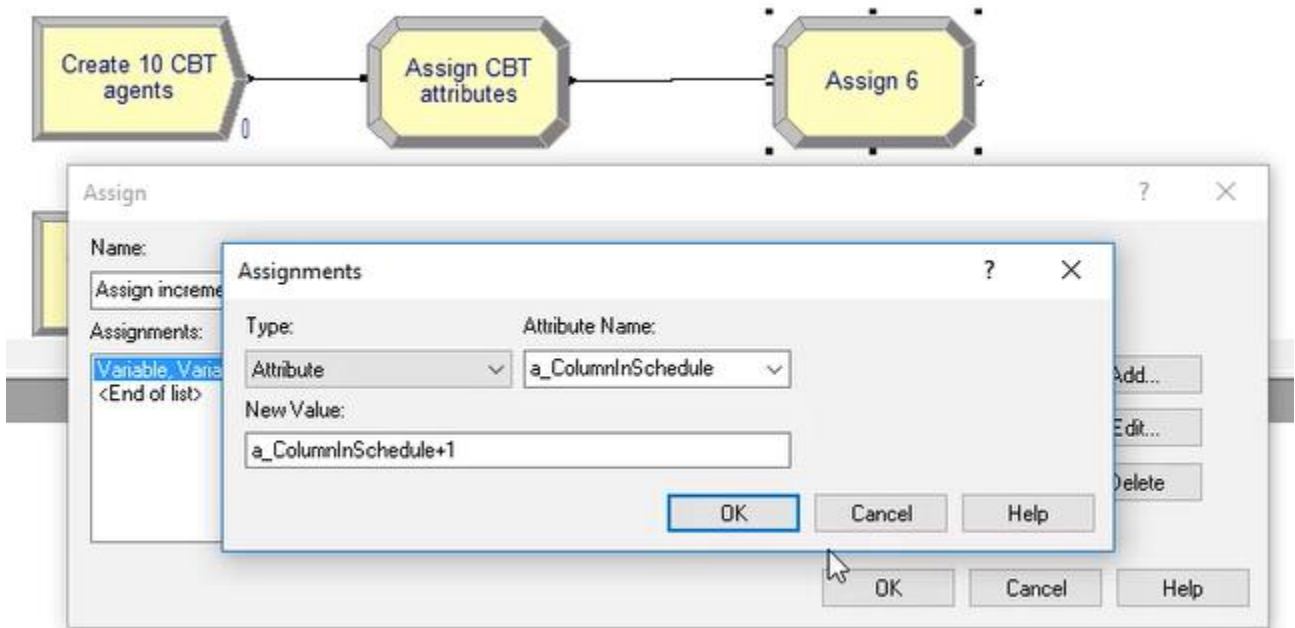 Create 10 CBT
agents
0
Assign CBT
attributes
Assign 6
Assign
?
Name:
Assign increme
Assignments:
Variable, Varia
<End of list>
Assignments
?
Type:
Attribute Name:
Attribute
a_ColumnInSchedule
New Value:
a_ColumnInSchedule+1
OK
Cancel
Help
Add...
Edit...
Delete
OK
Cancel
Help